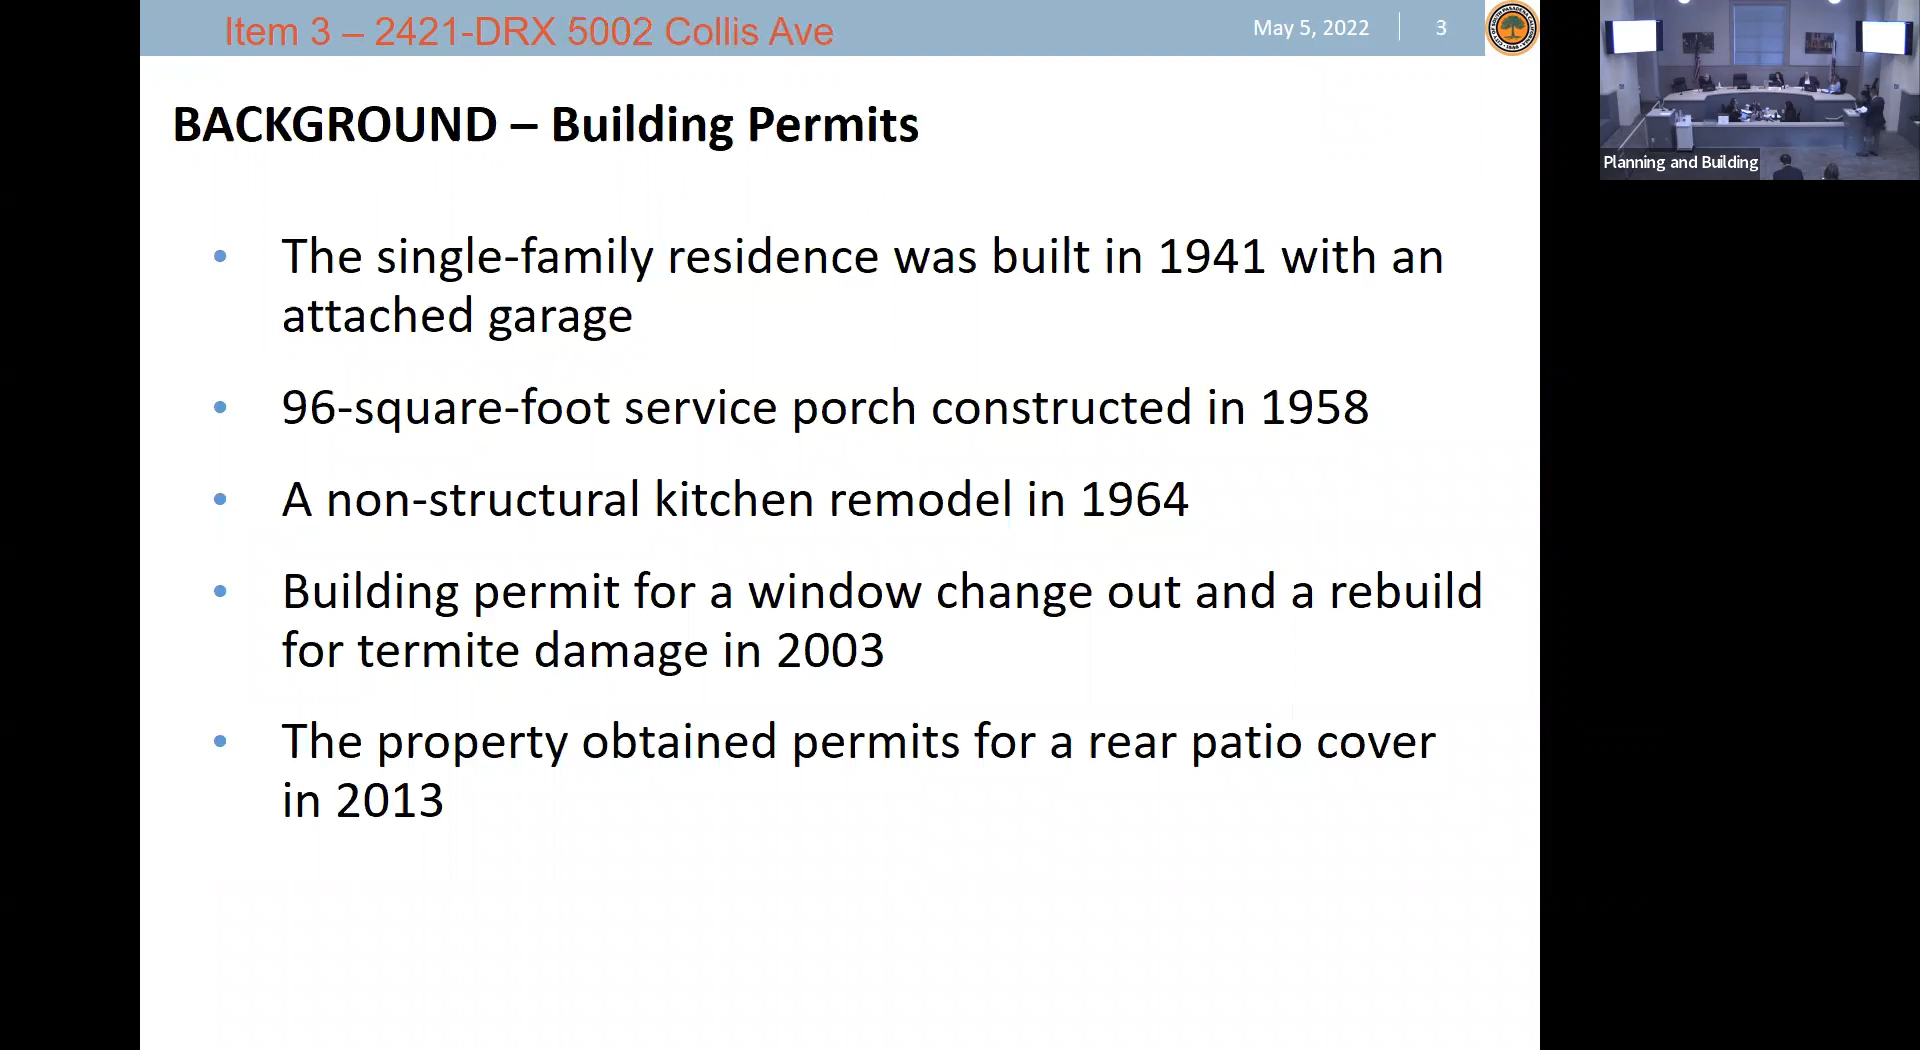 Item 3 – 2421-DRX 5002 Collis Ave
May 5, 2022
3
Planning and Building
BACKGROUND – Building Permits
• The single-family residence was built in 1941 with an
attached garage
• 96-square-foot service porch constructed in 1958
• A non-structural kitchen remodel in 1964
• Building permit for a window change out and a rebuild
for termite damage in 2003
• The property obtained permits for a rear patio cover
in 2013